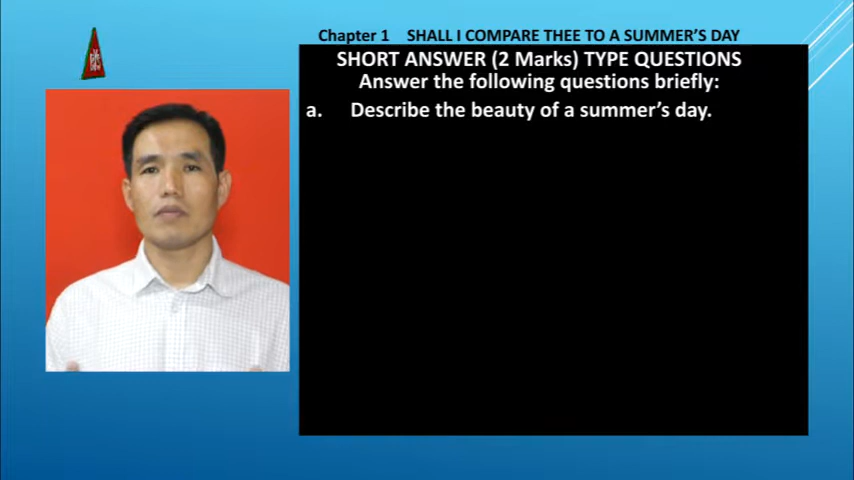 Chapter 1 SHALL I COMPARE THEE TO A SUMMER'S DAY
SHORT ANSWER (2 Marks) TYPE QUESTIONS
Answer the following questions briefly:
a. Describe the beauty of a summer's day.